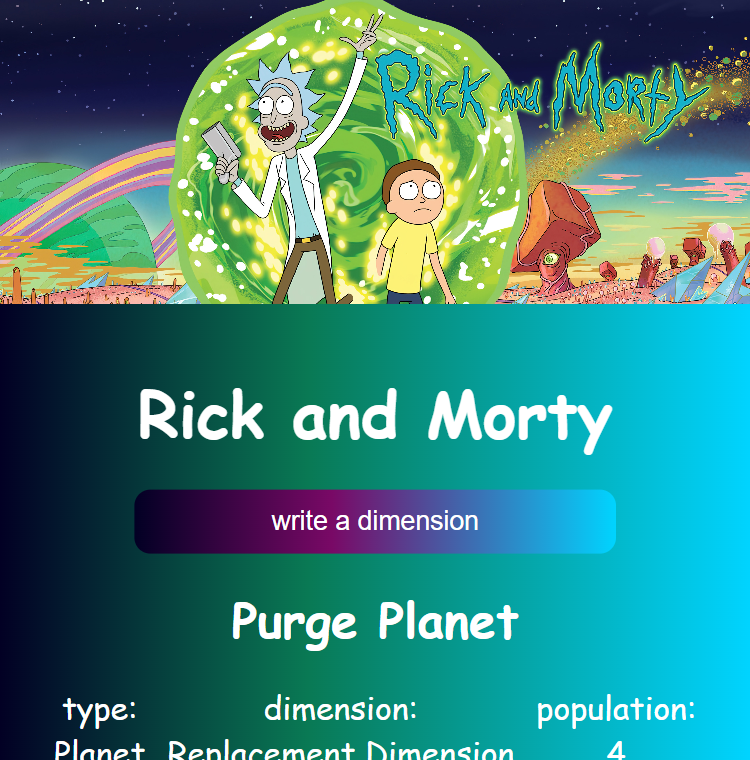 Rick and Morty
Rick and Morty
write a dimension
Purge Planet
type: dimension: population:
Planet Replacement Dimension 4